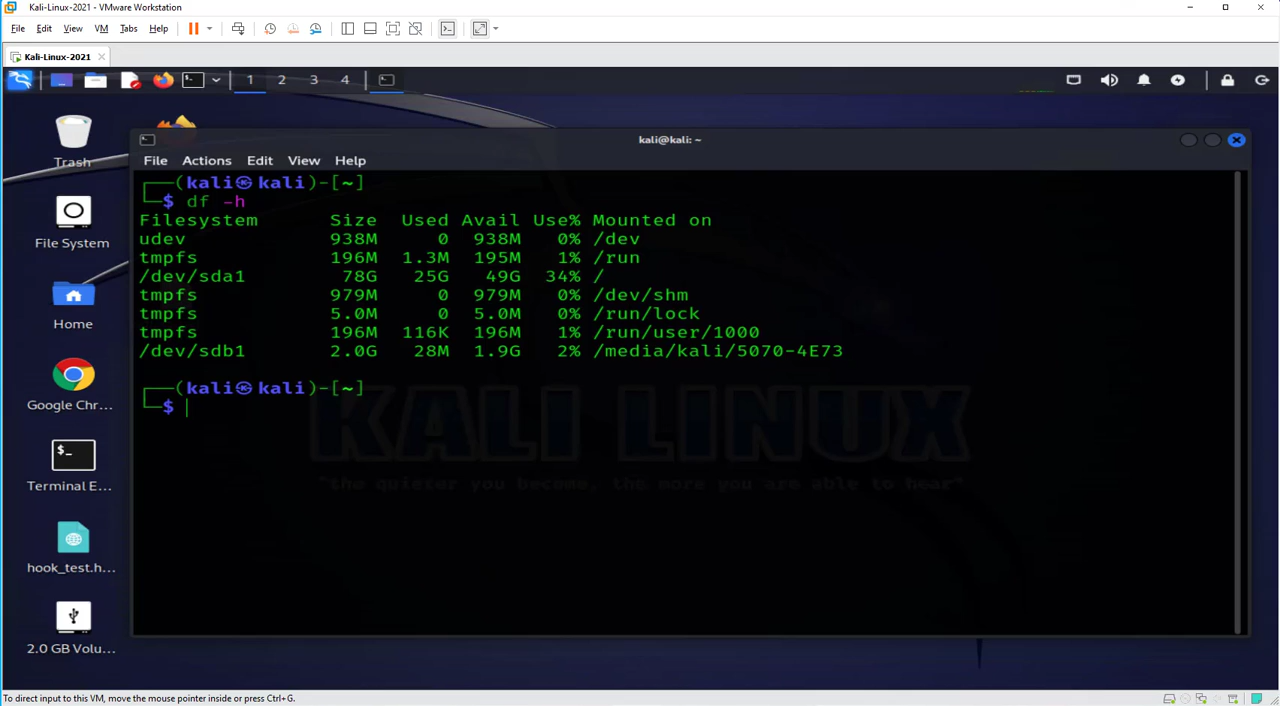 Kali-Linux-2021 - VMware Workstation
File Edit View VM Tabs Help
Kali-Linux-2021
1 2 3 4
Trash
File System
Home
Google Chr...
Terminal E...
hook_test.h...
2.0 GB Volu...
kali@kali: ~
File Actions Edit View Help
┌──(kali㉿kali)-[~]
└─$ df -h
Filesystem Size Used Avail Use% Mounted on
udev 938M 0 938M 0% /dev
tmpfs 196M 1.3M 195M 1% /run
/dev/sda1 78G 25G 49G 34% /
tmpfs 979M 0 979M 0% /dev/shm
tmpfs 5.0M 0 5.0M 0% /run/lock
tmpfs 196M 116K 196M 1% /run/user/1000
/dev/sdb1 2.0G 28M 1.9G 2% /media/kali/5070-4E73
┌──(kali㉿kali)-[~]
└─$
KALI LINUX
"the quieter you become, the more you are able to hear"
To direct input to this VM, move the mouse pointer inside or press Ctrl+G.